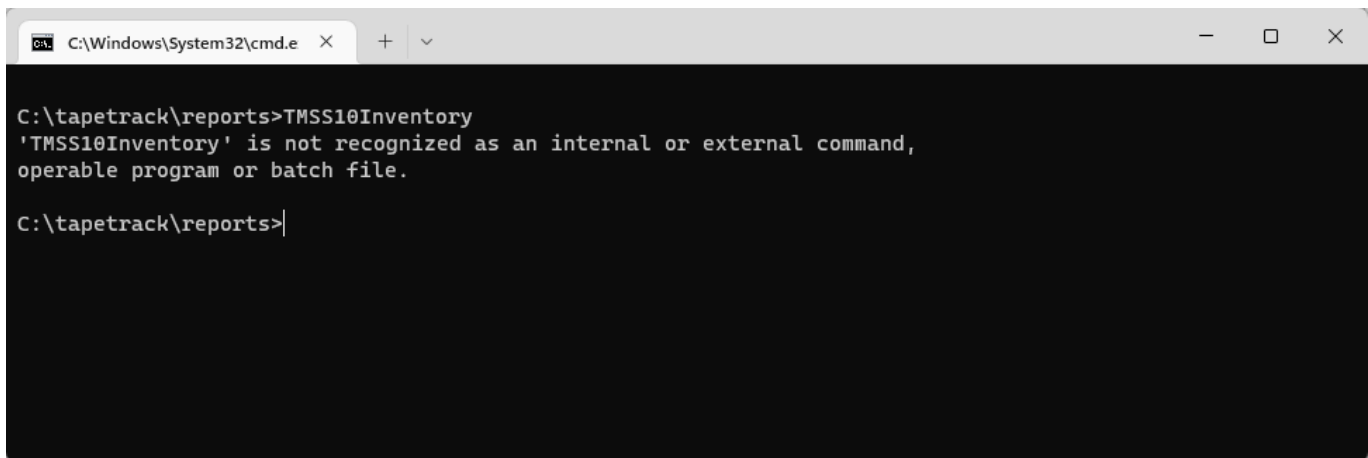 C:\Windows\System32\cmd.e
C:\tapetrack\reports>TMSS10Inventory
'TMSS10Inventory' is not recognized as an internal or external command,
operable program or batch file.
C:\tapetrack\reports>